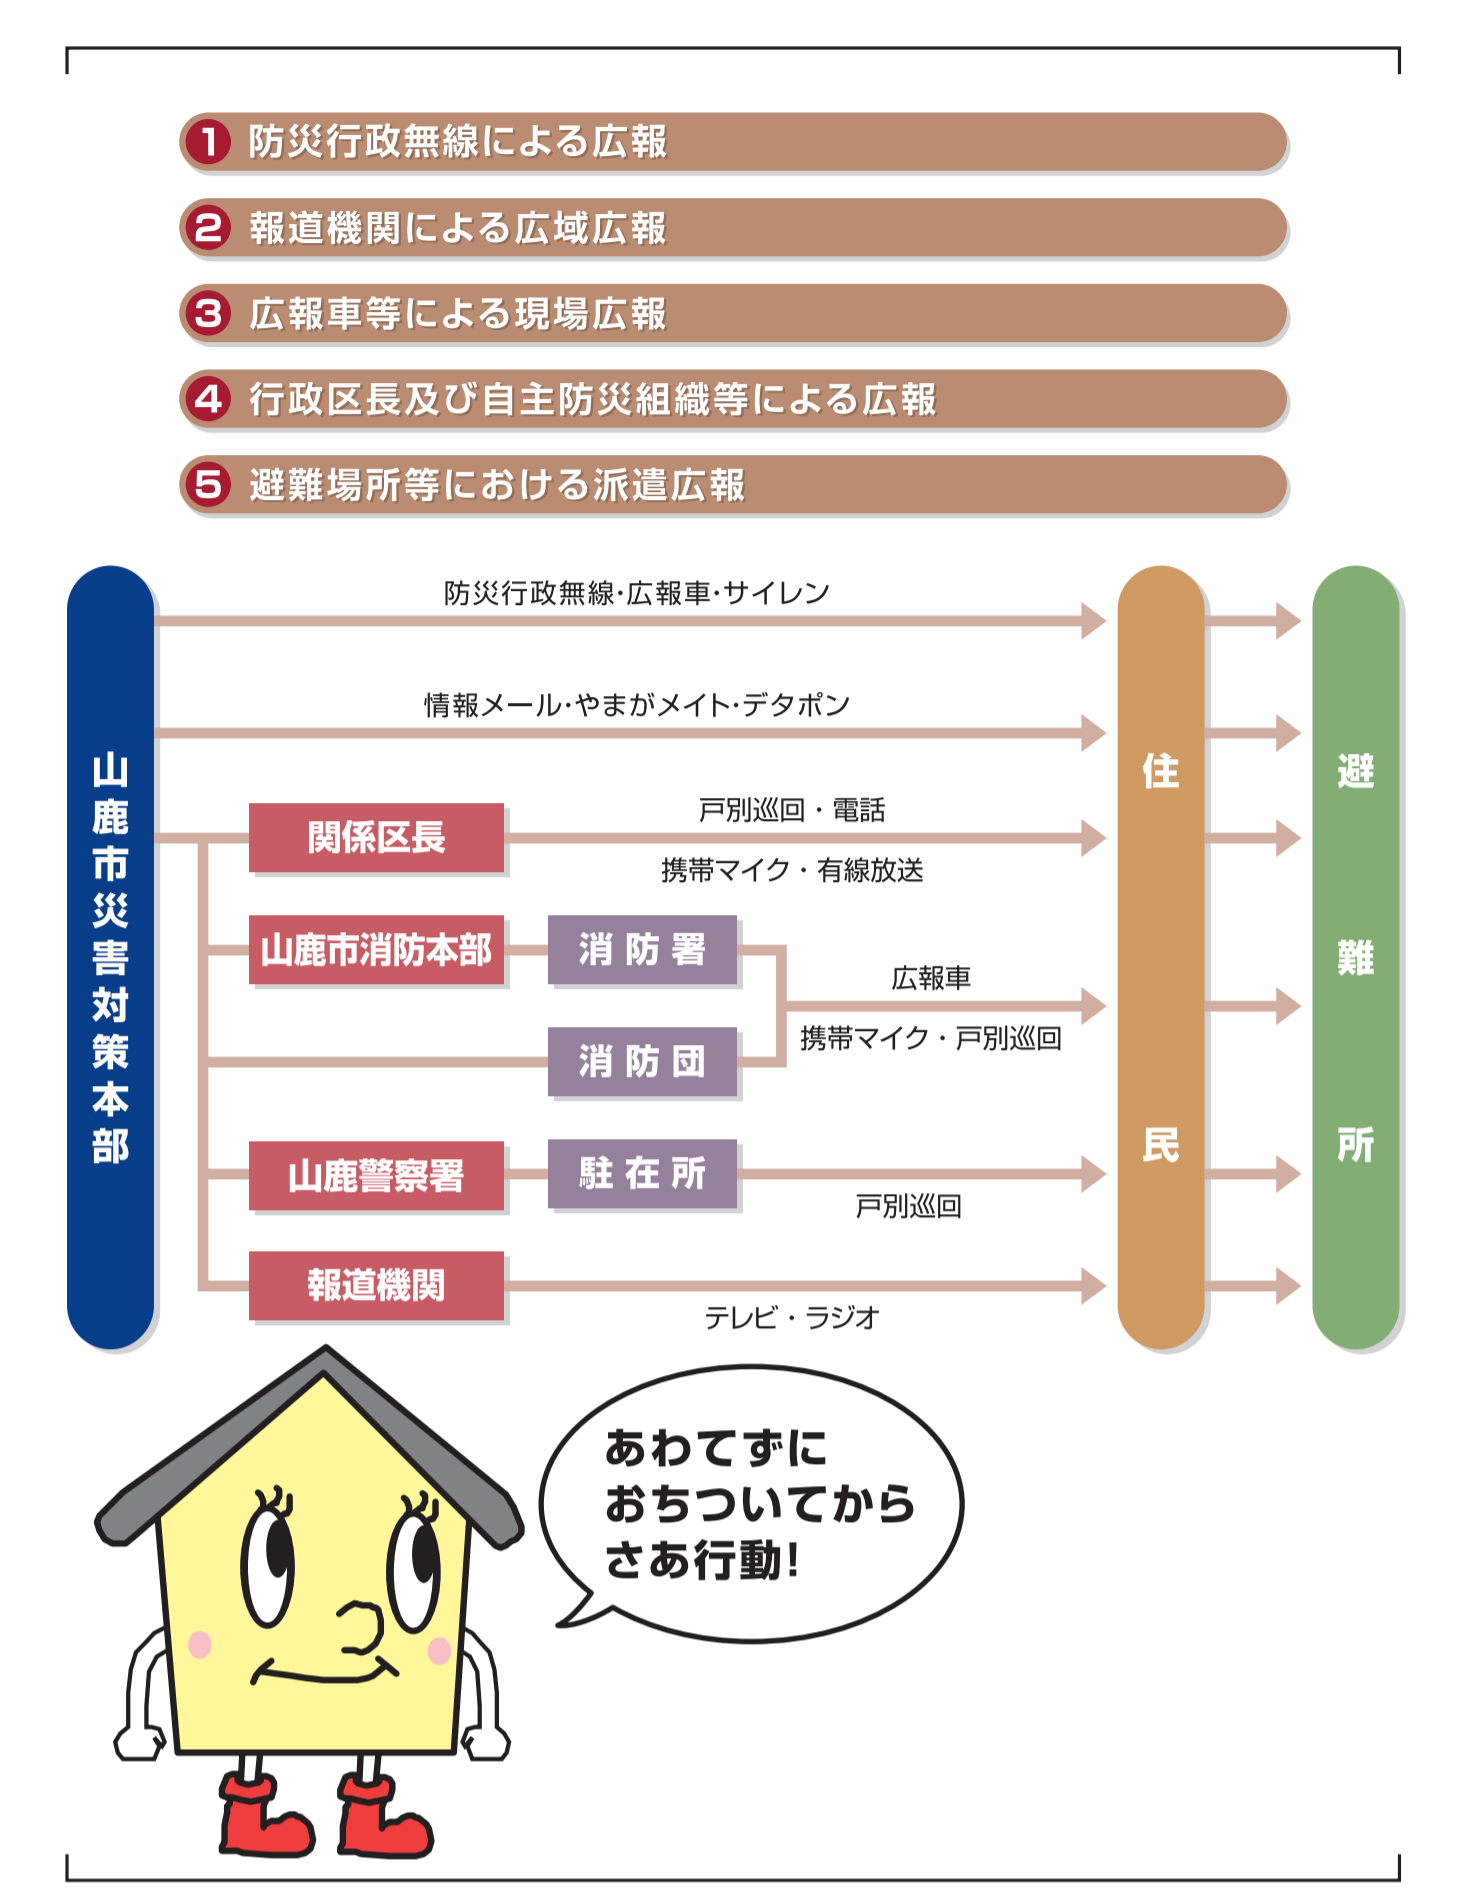 1 防災行政無線による広報
2 報道機関による広域広報
3 広報車等による現場広報
4 行政区長及び自主防災組織等による広報
5 避難場所等における派遣広報
山鹿市災害対策本部
防災行政無線・広報車・サイレン
情報メール・やまがメイト・デタポン
関係区長
戸別巡回・電話
携帯マイク・有線放送
山鹿市消防本部
消防署
消防団
広報車
携帯マイク・戸別巡回
山鹿警察署
駐在所
戸別巡回
報道機関
テレビ・ラジオ
住民
避難所
あわてずに
おちついてから
さあ行動!